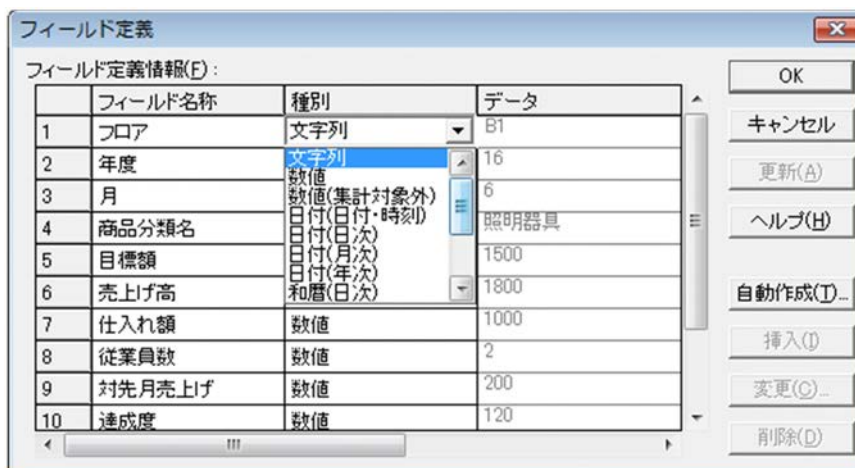 フィールド定義
フィールド定義情報(F):
フィールド名称 種別 データ
1 フロア 文字列 B1
2 年度 16
3 月 6
4 商品分類名 照明器具
5 目標額 1500
6 売上げ高 1800
7 仕入れ額 数値 1000
8 従業員数 数値 2
9 対先月売上げ 数値 200
10 達成度 数値 120
文字列
数値
数値(集計対象外)
日付(日付・時刻)
日付(日次)
日付(月次)
日付(年次)
和暦(日次)
OK
キャンセル
更新(A)
ヘルプ(H)
自動作成(T)...
挿入(I)
変更(C)...
削除(D)